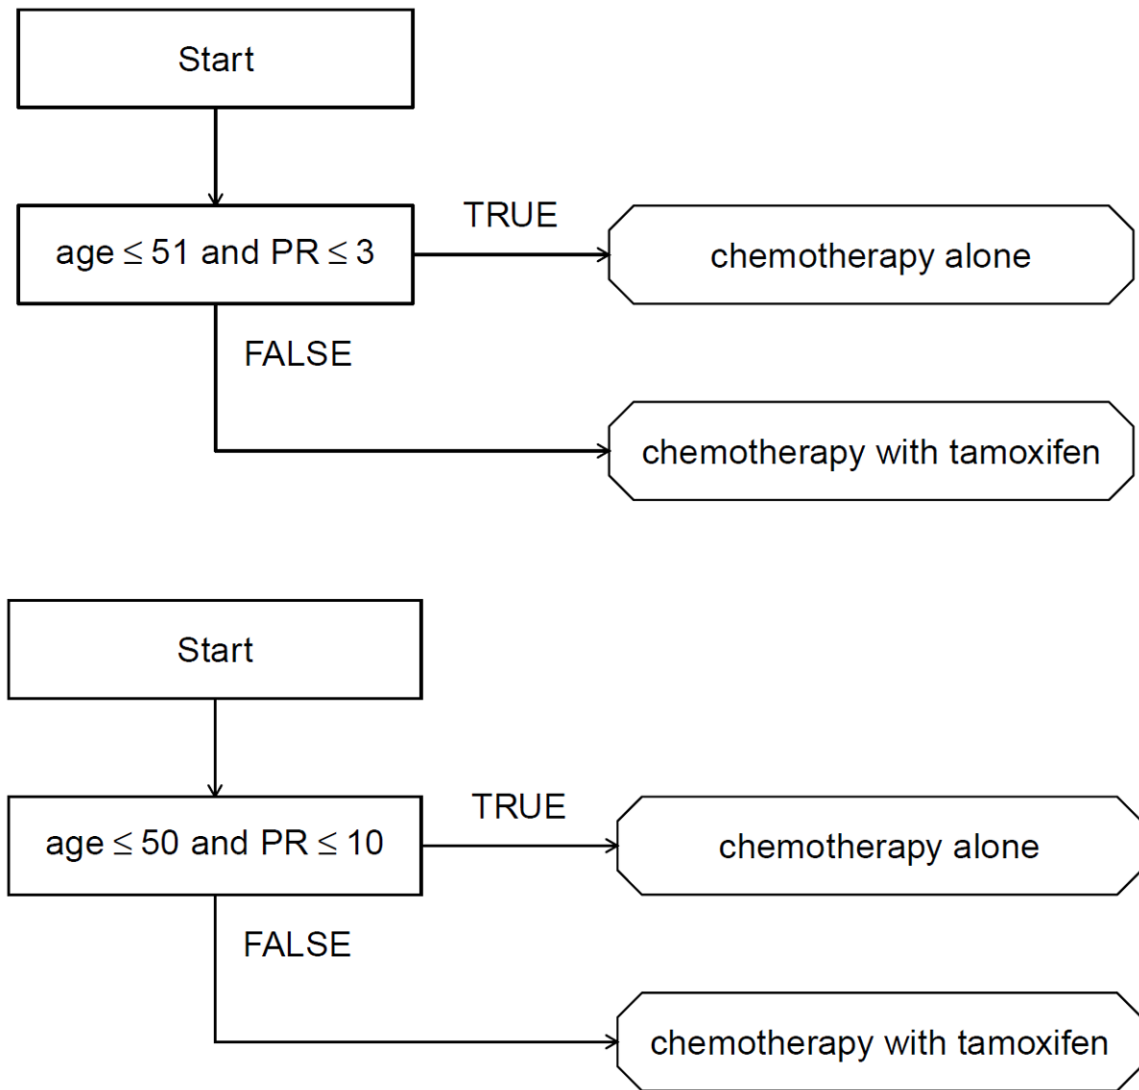 Start
TRUE
age ≤ 51 and PR ≤ 3
chemotherapy alone
FALSE
chemotherapy with tamoxifen
Start
TRUE
age ≤ 50 and PR ≤ 10
chemotherapy alone
FALSE
chemotherapy with tamoxifen